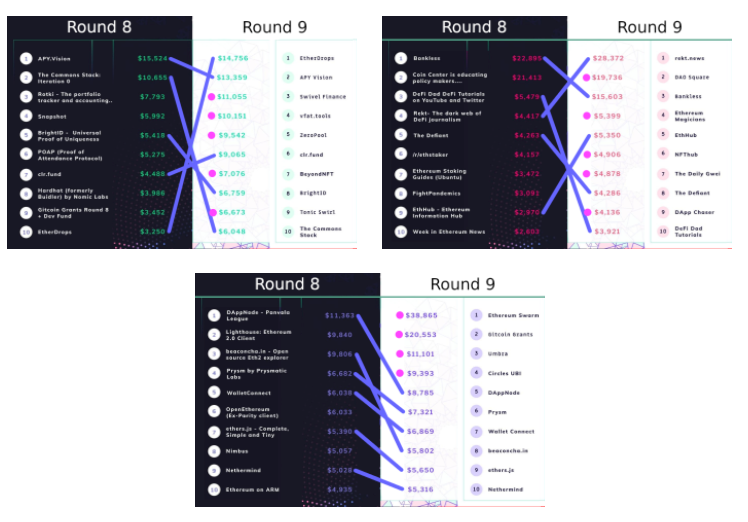 Round 8 Round 9
1 APY.Vision $15,524 $14,756 1 EtherDrops
2 The Commons Stack: Iteration 0 $10,855 $13,359 2 APY Vision
3 Rotki - The portfolio tracker and accounting.. $7,793 $11,055 3 Swivel Finance
4 Snapshot $5,992 $10,151 4 vfat.tools
5 BrightID - Universal Proof of Uniqueness $5,418 $9,542 5 ZeroPool
6 POAP (Proof of Attendance Protocol) $5,275 $9,065 6 clr.fund
7 clr.fund $4,488 $7,076 7 BeyondNFT
8 Hardhat (formerly Buidler) by Nomic Labs $3,986 $6,759 8 BrightID
9 Gitcoin Grants Round 8 + Dev Fund $3,452 $6,673 9 Tonic Swirl
10 EtherDrops $3,250 $6,048 10 The Commons Stack
Round 8 Round 9
1 Bankless $22,895 $28,372 1 rekt.news
2 Coin Center is educating policy makers... $21,413 $19,736 2 DAO Square
3 DeFi Dad DeFi Tutorials on YouTube and Twitter $5,479 $15,603 3 Bankless
4 Rekt- The dark web of DeFi journalism $4,417 $5,399 4 Ethereum Magicians
5 The Defiant $4,283 $5,350 5 EthHub
6 /r/ethstaker $4,157 $4,906 6 NFThub
7 Ethereum Staking Guides (Ubuntu) $3,473 $4,878 7 The Daily Gwei
8 FightPandemics $3,091 $4,286 8 The Defiant
9 EthHub - Ethereum Information Hub $2,970 $4,136 9 DApp Chaser
10 Week in Ethereum News $2,803 $3,921 10 DeFi Dad Tutorials
Round 8 Round 9
1 DAppNode - Panvala League $11,363 $38,865 1 Ethereum Swarm
2 Lighthouse: Ethereum 2.0 Client $9,840 $20,553 2 Gitcoin Grants
3 beaconcha.in - Open source Eth2 explorer $9,806 $11,101 3 Umbra
4 Prysm by Prysmatic Labs $6,682 $9,393 4 Circles UBI
5 WalletConnect $6,038 $8,785 5 DAppNode
6 OpenEthereum (Ex-Parity client) $6,033 $7,321 6 Prysm
7 ethers.js - Complete, Simple and Tiny $5,390 $6,869 7 Wallet Connect
8 Nimbus $5,057 $5,802 8 beaconcha.in
9 Nethermind $5,028 $5,650 9 ethers.js
10 Ethereum on ARM $4,935 $5,316 10 Nethermind